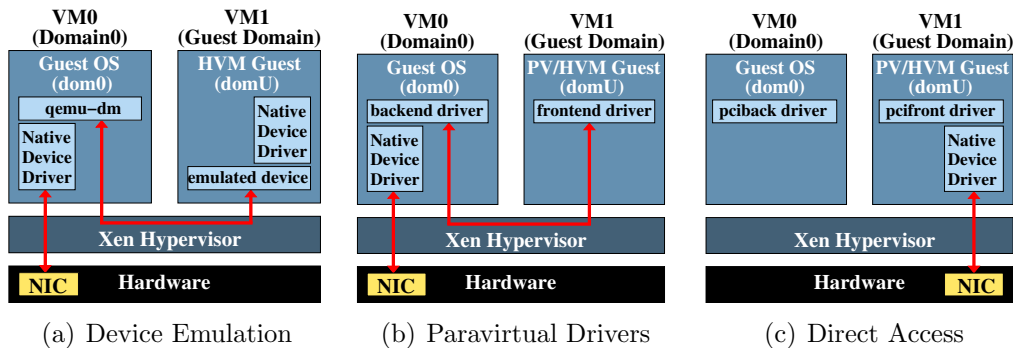 VM0
(Domain0)
VM1
(Guest Domain)
Guest OS
(dom0)
qemu-dm
Native
Device
Driver
HVM Guest
(domU)
Native
Device
Driver
emulated device
Xen Hypervisor
Hardware
NIC
(a) Device Emulation
VM0
(Domain0)
VM1
(Guest Domain)
Guest OS
(dom0)
backend driver
Native
Device
Driver
PV/HVM Guest
(domU)
frontend driver
Xen Hypervisor
Hardware
NIC
(b) Paravirtual Drivers
VM0
(Domain0)
VM1
(Guest Domain)
Guest OS
(dom0)
pciback driver
PV/HVM Guest
(domU)
pcifront driver
Native
Device
Driver
Xen Hypervisor
Hardware
NIC
(c) Direct Access